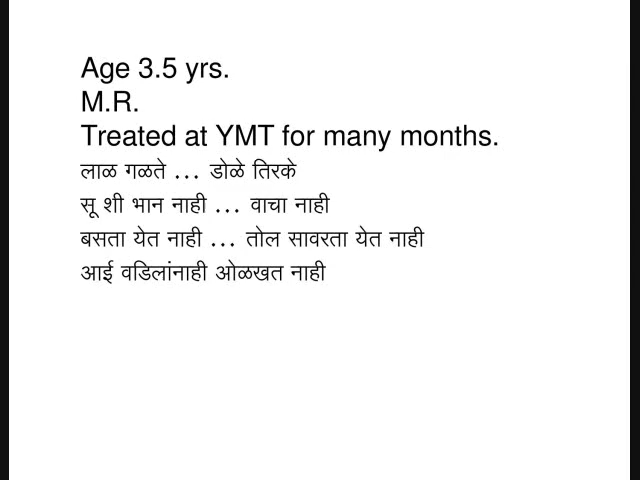 Age 3.5 yrs.
M.R.
Treated at YMT for many months.
लाळ गळते ... डोळे तिरके
सू शी भान नाही ... वाचा नाही
बसता येत नाही ... तोल सावरता येत नाही
आई वडिलांनाही ओळखत नाही